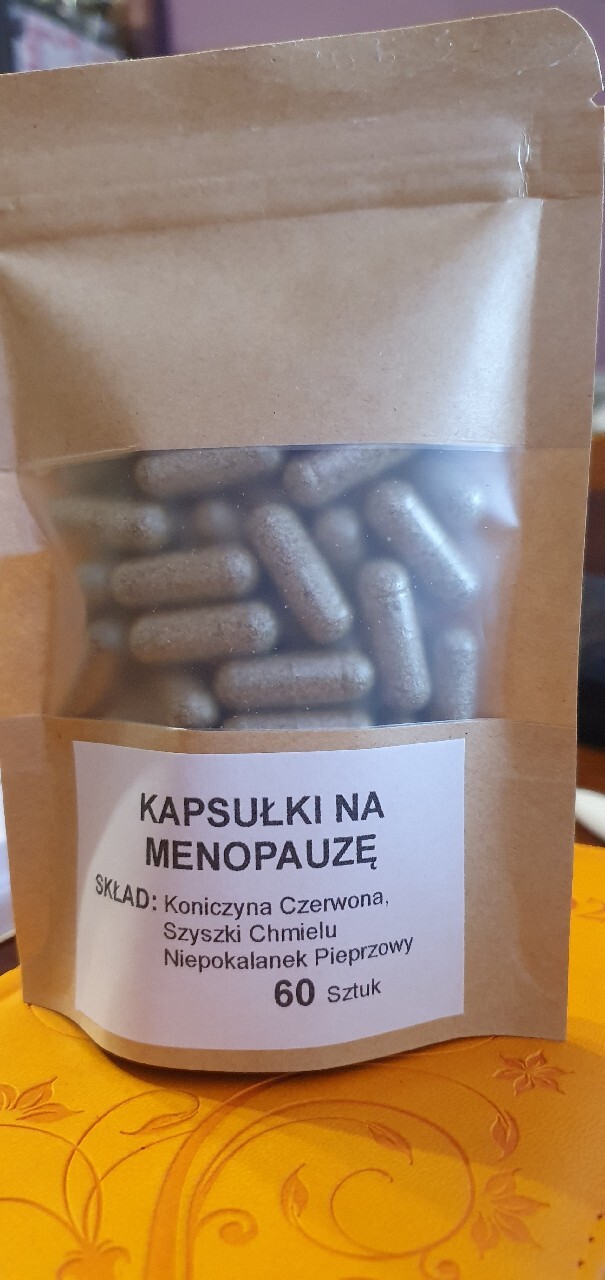 KAPSUŁKI NA
MENOPAUZĘ
SKŁAD: Koniczyna Czerwona,
Szyszki Chmielu
Niepokalanek Pieprzowy
60 Sztuk